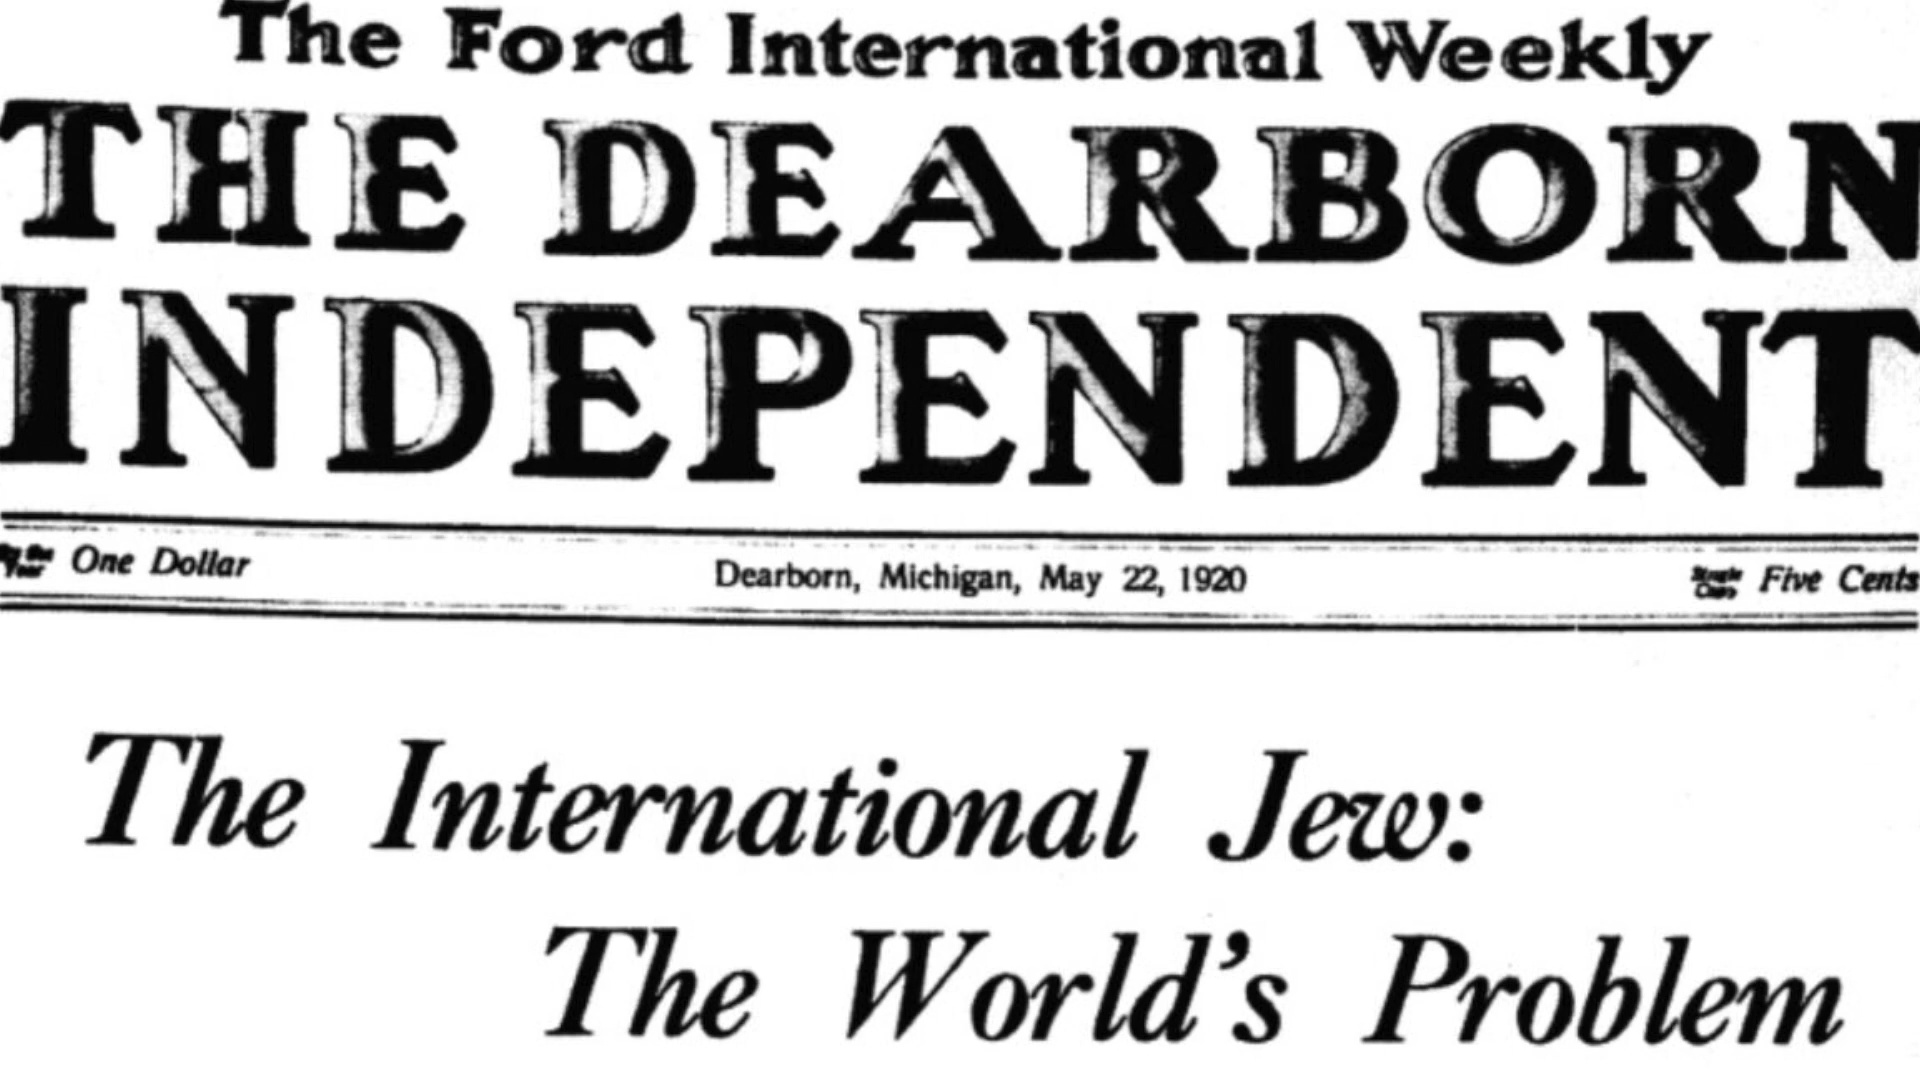 The Ford International Weekly
THE DEARBORN
INDEPENDENT
One Dollar Dearborn, Michigan, May 22, 1920 Five Cents
The International Jew:
The World's Problem